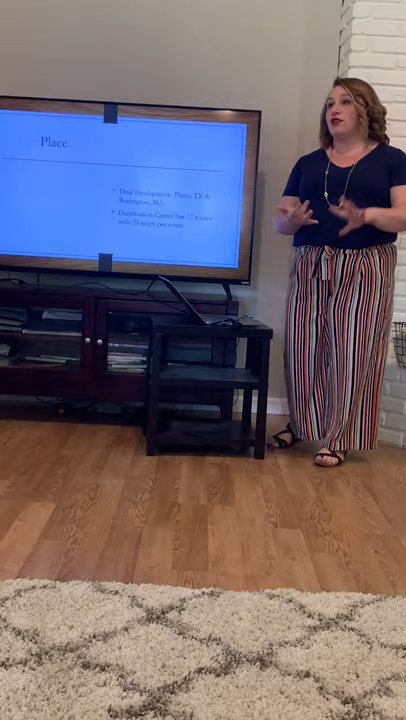 Place
• Dual Headquarters- Plano, TX &
Burlington, MA
• Distribution Center has 17 routes
with 20 stops per route